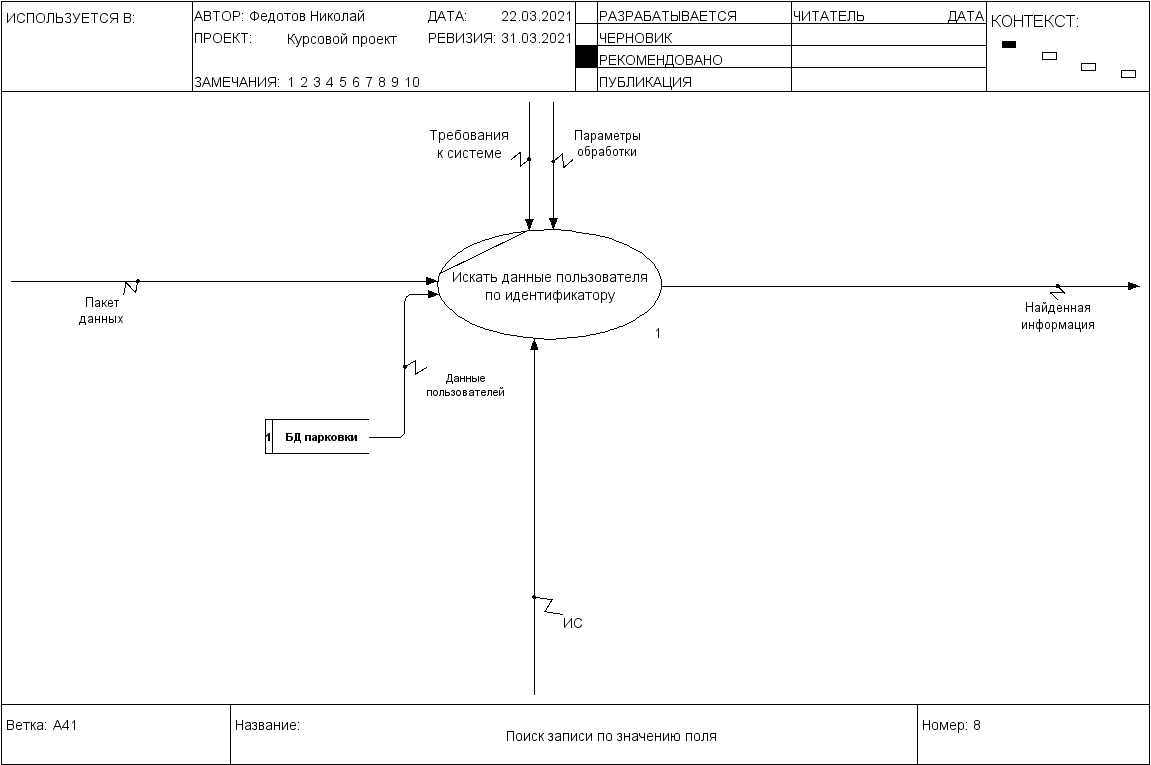 ИСПОЛЬЗУЕТСЯ В:
АВТОР: Федотов Николай
ДАТА: 22.03.2021
ПРОЕКТ: Курсовой проект
РЕВИЗИЯ: 31.03.2021
ЗАМЕЧАНИЯ: 1 2 3 4 5 6 7 8 9 10
РАЗРАБАТЫВАЕТСЯ
ЧЕРНОВИК
РЕКОМЕНДОВАНО
ПУБЛИКАЦИЯ
ЧИТАТЕЛЬ ДАТА
КОНТЕКСТ:
Требования
к системе
Параметры
обработки
Искать данные пользователя
по идентификатору
1
Пакет
данных
Найденная
информация
Данные
пользователей
1 БД парковки
ИС
Ветка: A41
Название:
Поиск записи по значению поля
Номер: 8